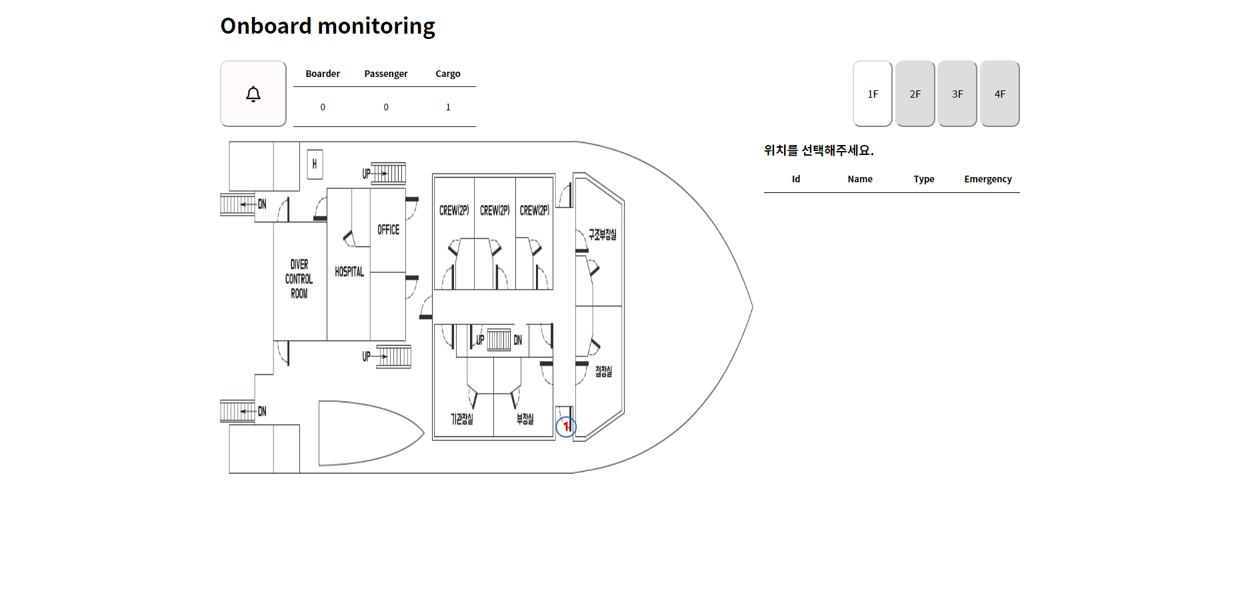 Onboard monitoring
Boarder Passenger Cargo
0 0 1
1F 2F 3F 4F
위치를 선택해주세요.
Id Name Type Emergency
H
UP
DN
OFFICE
CREW(2P) CREW(2P) CREW(2P)
구조부장실
DIVER
CONTROL
ROOM
HOSPITAL
UP DN
UP
점장실
DN
기관장실 부장실
1